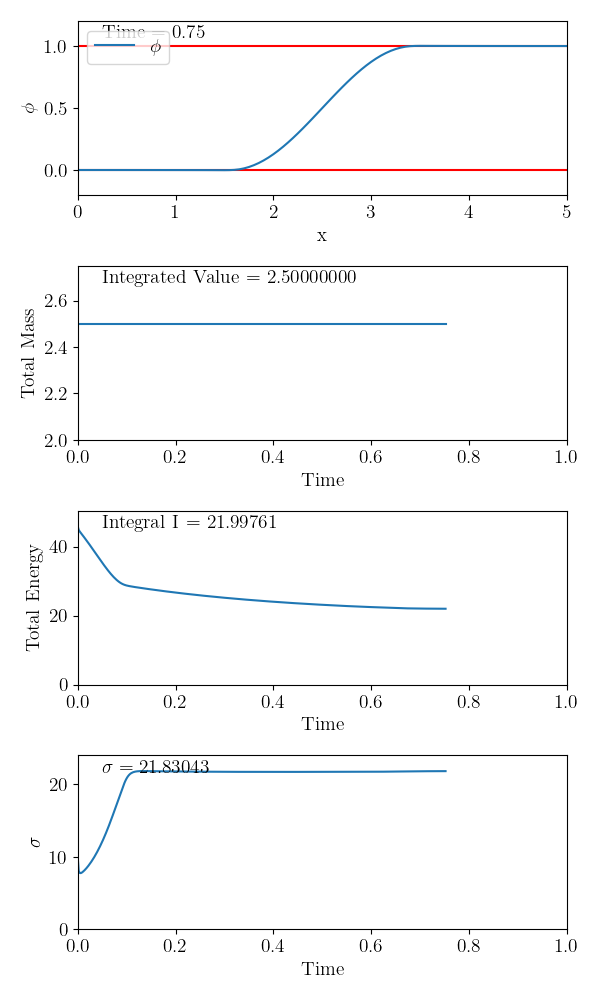 Time = 0.75
ϕ
1.0
0.5
0.0
ϕ
0 1 2 3 4 5
x
Integrated Value = 2.50000000
2.6
2.4
2.2
2.0
Total Mass
0.0 0.2 0.4 0.6 0.8 1.0
Time
Integral I = 21.99761
40
20
0
Total Energy
0.0 0.2 0.4 0.6 0.8 1.0
Time
σ = 21.83043
20
10
0
σ
0.0 0.2 0.4 0.6 0.8 1.0
Time